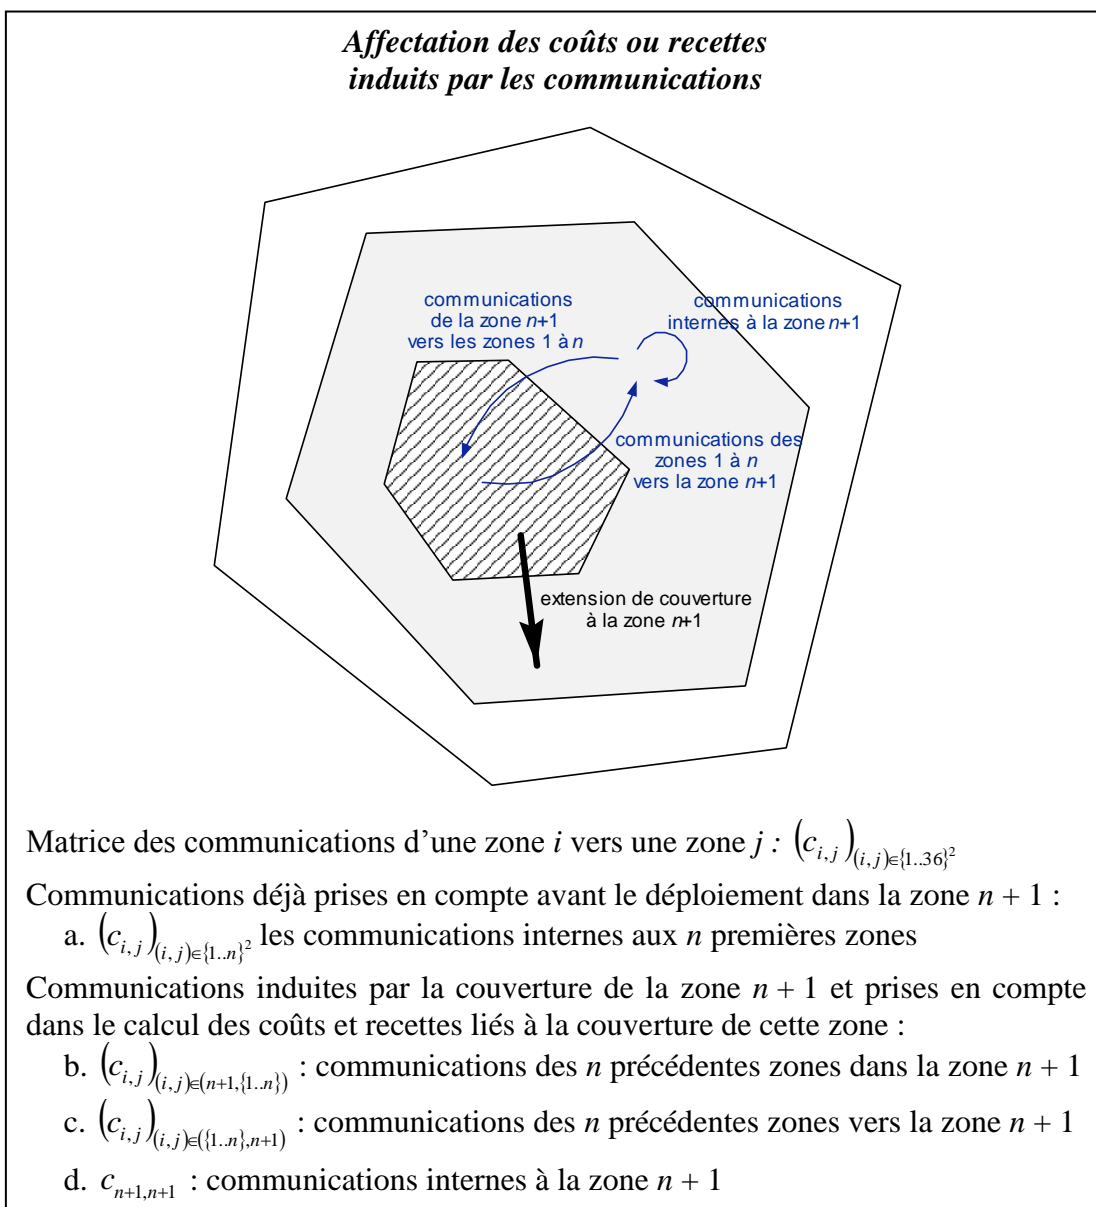 Affectation des coûts ou recettes
induits par les communications
communications
de la zone n+1
vers les zones 1 à n
communications
internes à la zone n+1
communications des
zones 1 à n
vers la zone n+1
extension de couverture
à la zone n+1
Matrice des communications d’une zone i vers une zone j : (c_{i,j})_{(i,j)∈{1..36}²}
Communications déjà prises en compte avant le déploiement dans la zone n + 1 :
a. (c_{i,j})_{(i,j)∈{1..n}²} les communications internes aux n premières zones
Communications induites par la couverture de la zone n + 1 et prises en compte
dans le calcul des coûts et recettes liés à la couverture de cette zone :
b. (c_{i,j})_{(i,j)∈(n+1,{1..n})} : communications des n précédentes zones dans la zone n + 1
c. (c_{i,j})_{(i,j)∈({1..n},n+1)} : communications des n précédentes zones vers la zone n + 1
d. c_{n+1,n+1} : communications internes à la zone n + 1